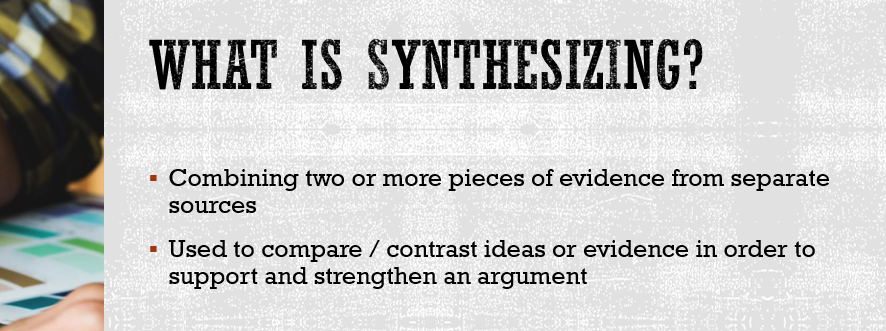 WHAT IS SYNTHESIZING?
▪ Combining two or more pieces of evidence from separate
sources
▪ Used to compare / contrast ideas or evidence in order to
support and strengthen an argument